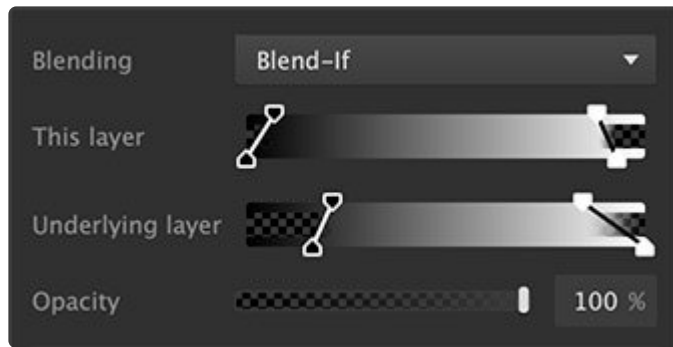 Blending Blend-If
This layer
Underlying layer
Opacity 100 %